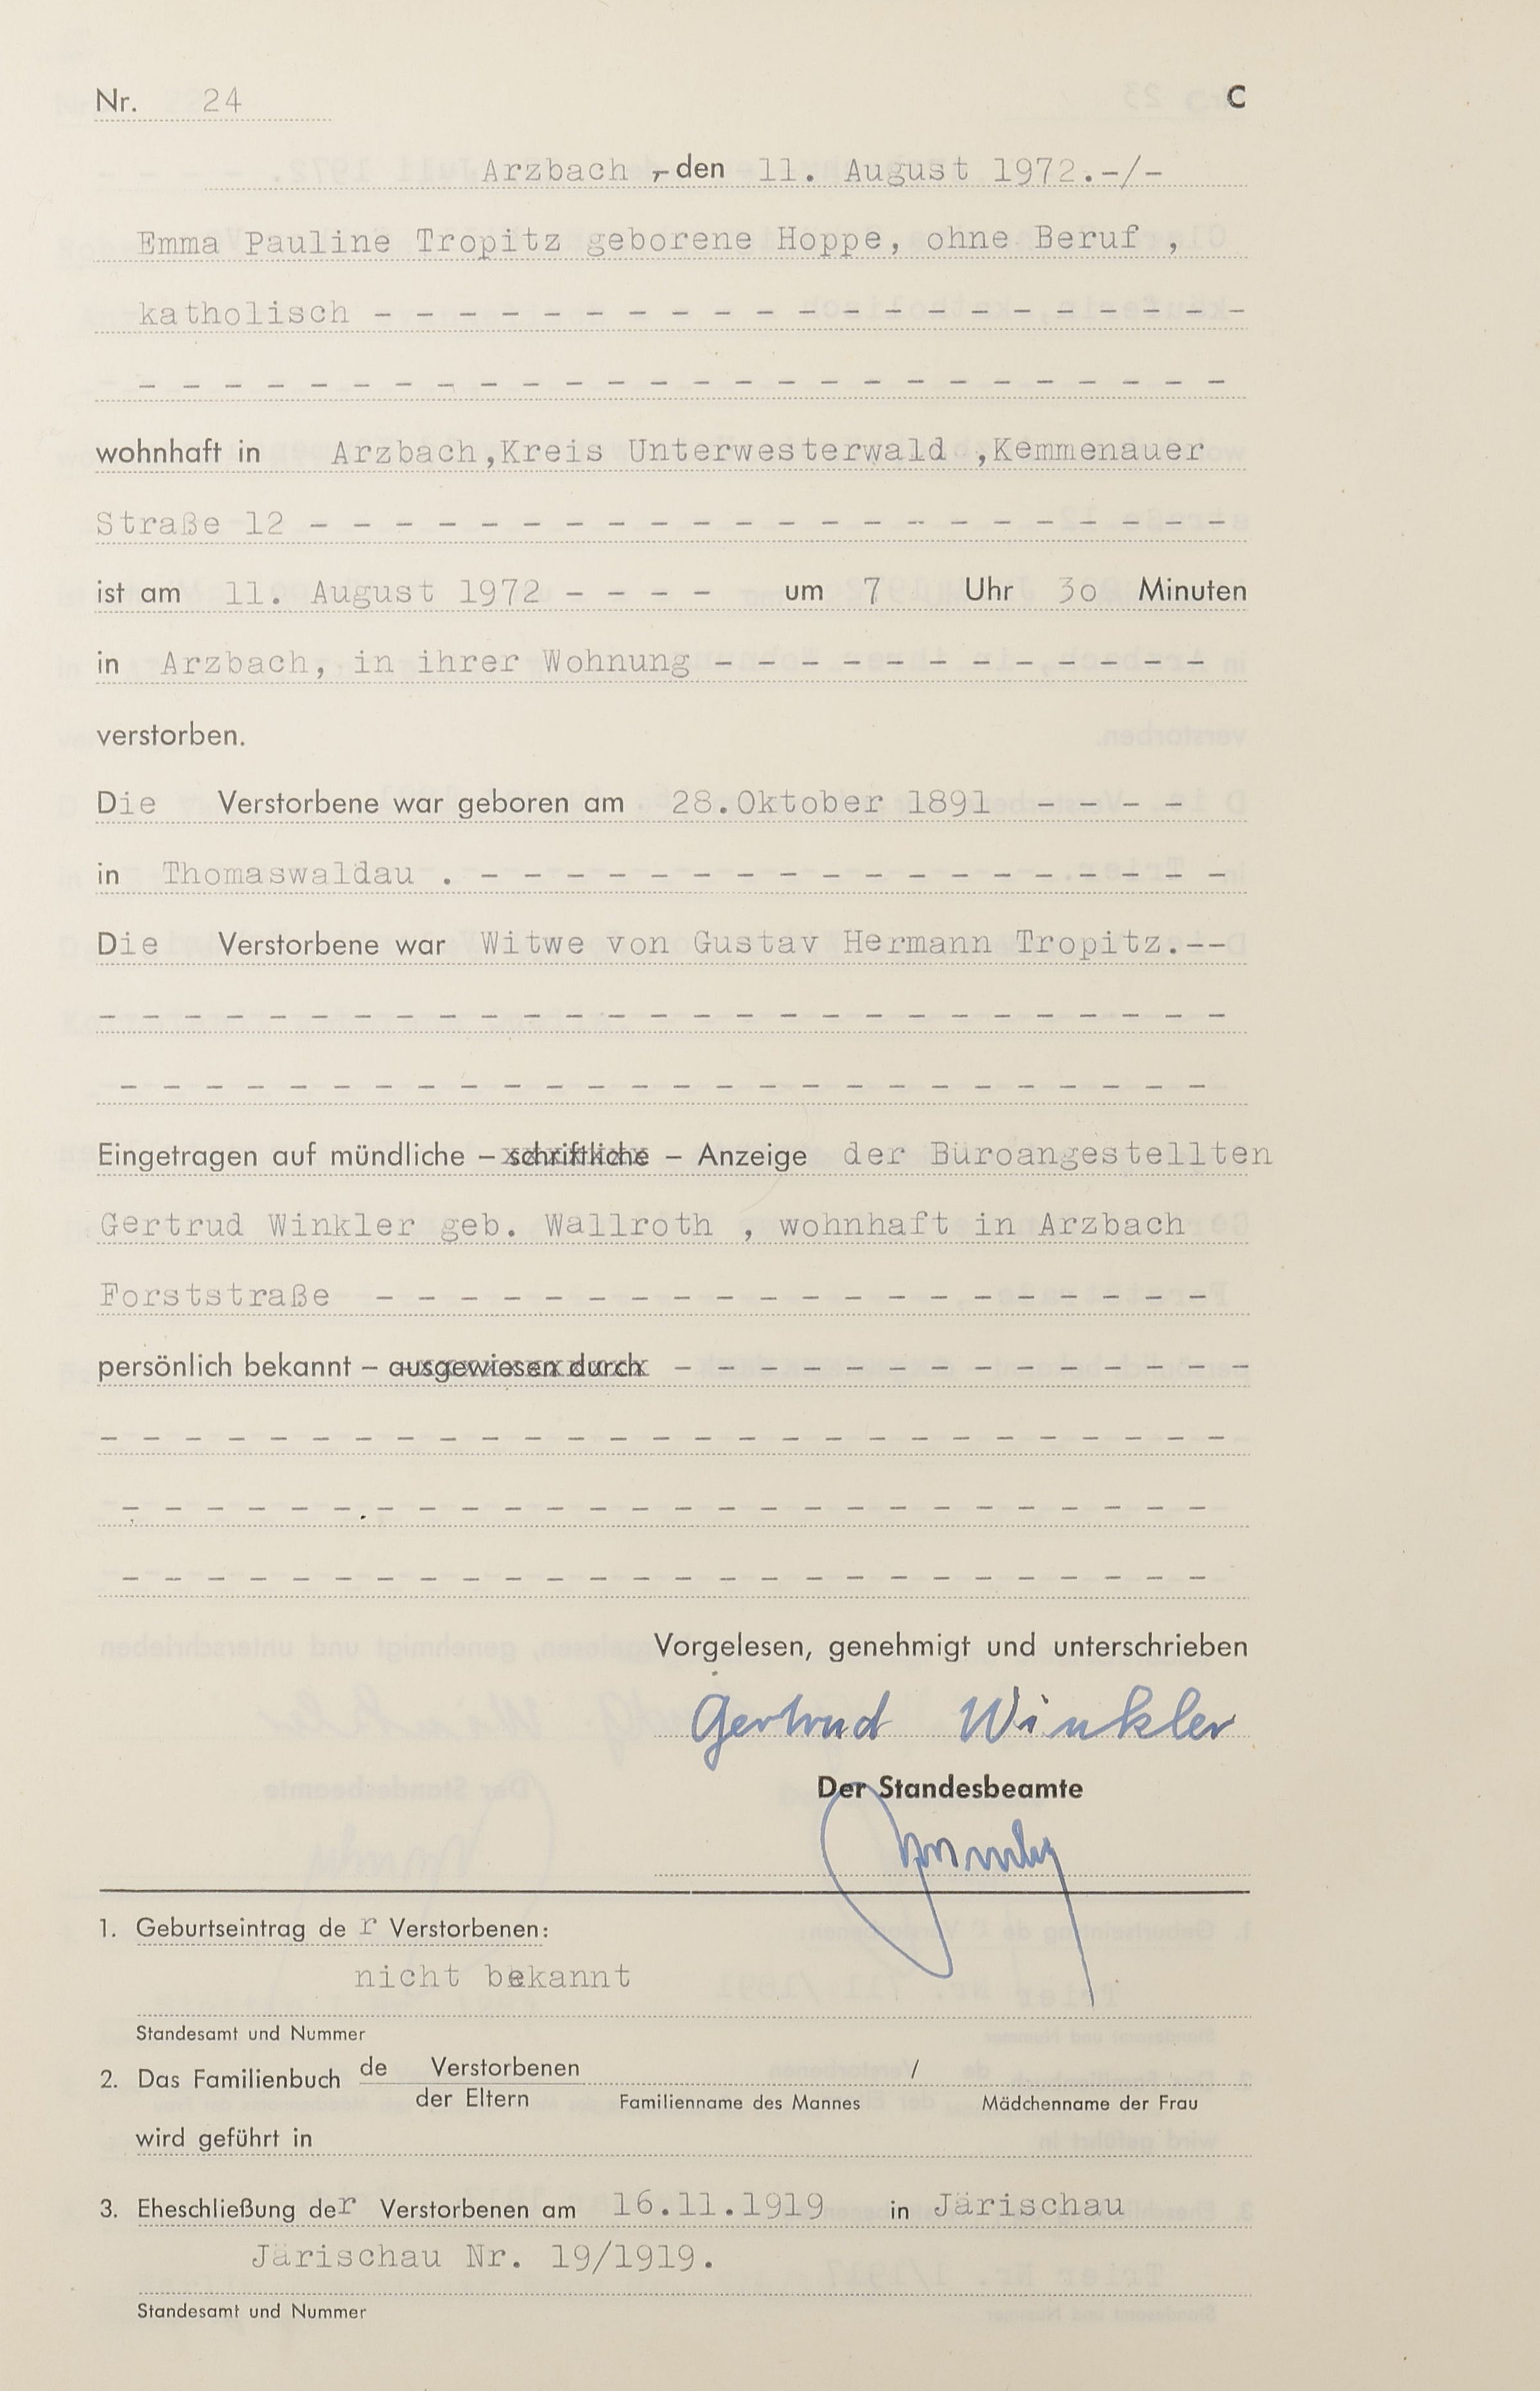 Nr. 24 C
Arzbach, den 11. August 1972.-/-
Emma Pauline Tropitz geborene Hoppe, ohne Beruf ,
katholisch - - - - - - - - - - - - - - - - - - - - -
- - - - - - - - - - - - - - - - - - - - - - - - - -
wohnhaft in Arzbach,Kreis Unterwesterwald ,Kemmenauer
Straße 12 - - - - - - - - - - - - - - - - - - - - - -
ist am 11. August 1972 - - - - um 7 Uhr 3o Minuten
in Arzbach, in ihrer Wohnung - - - - - - - - - - - -
verstorben.
Die Verstorbene war geboren am 28.Oktober 1891 - - - -
in Thomaswaldau . - - - - - - - - - - - - - - - - - -
Die Verstorbene war Witwe von Gustav Hermann Tropitz.--
- - - - - - - - - - - - - - - - - - - - - - - - - - -
- - - - - - - - - - - - - - - - - - - - - - - - - -
Eingetragen auf mündliche – schriftliche – Anzeige der Büroangestellten
Gertrud Winkler geb. Wallroth , wohnhaft in Arzbach
Forststraße - - - - - - - - - - - - - - - - - - - -
persönlich bekannt – ausgewiesen durch - - - - - - - - - - - - - -
- - - - - - - - - - - - - - - - - - - - - - - - - - -
- - - - - - - - - - - - - - - - - - - - - - - - - -
- - - - - - - - - - - - - - - - - - - - - - - - - -
Vorgelesen, genehmigt und unterschrieben
Gertrud Winkler
Der Standesbeamte
1. Geburtseintrag der Verstorbenen:
nicht bekannt
Standesamt und Nummer
2. Das Familienbuch de Verstorbenen /
der Eltern Familienname des Mannes Mädchenname der Frau
wird geführt in
3. Eheschließung der Verstorbenen am 16.11.1919 in Järischau
Järischau Nr. 19/1919.
Standesamt und Nummer